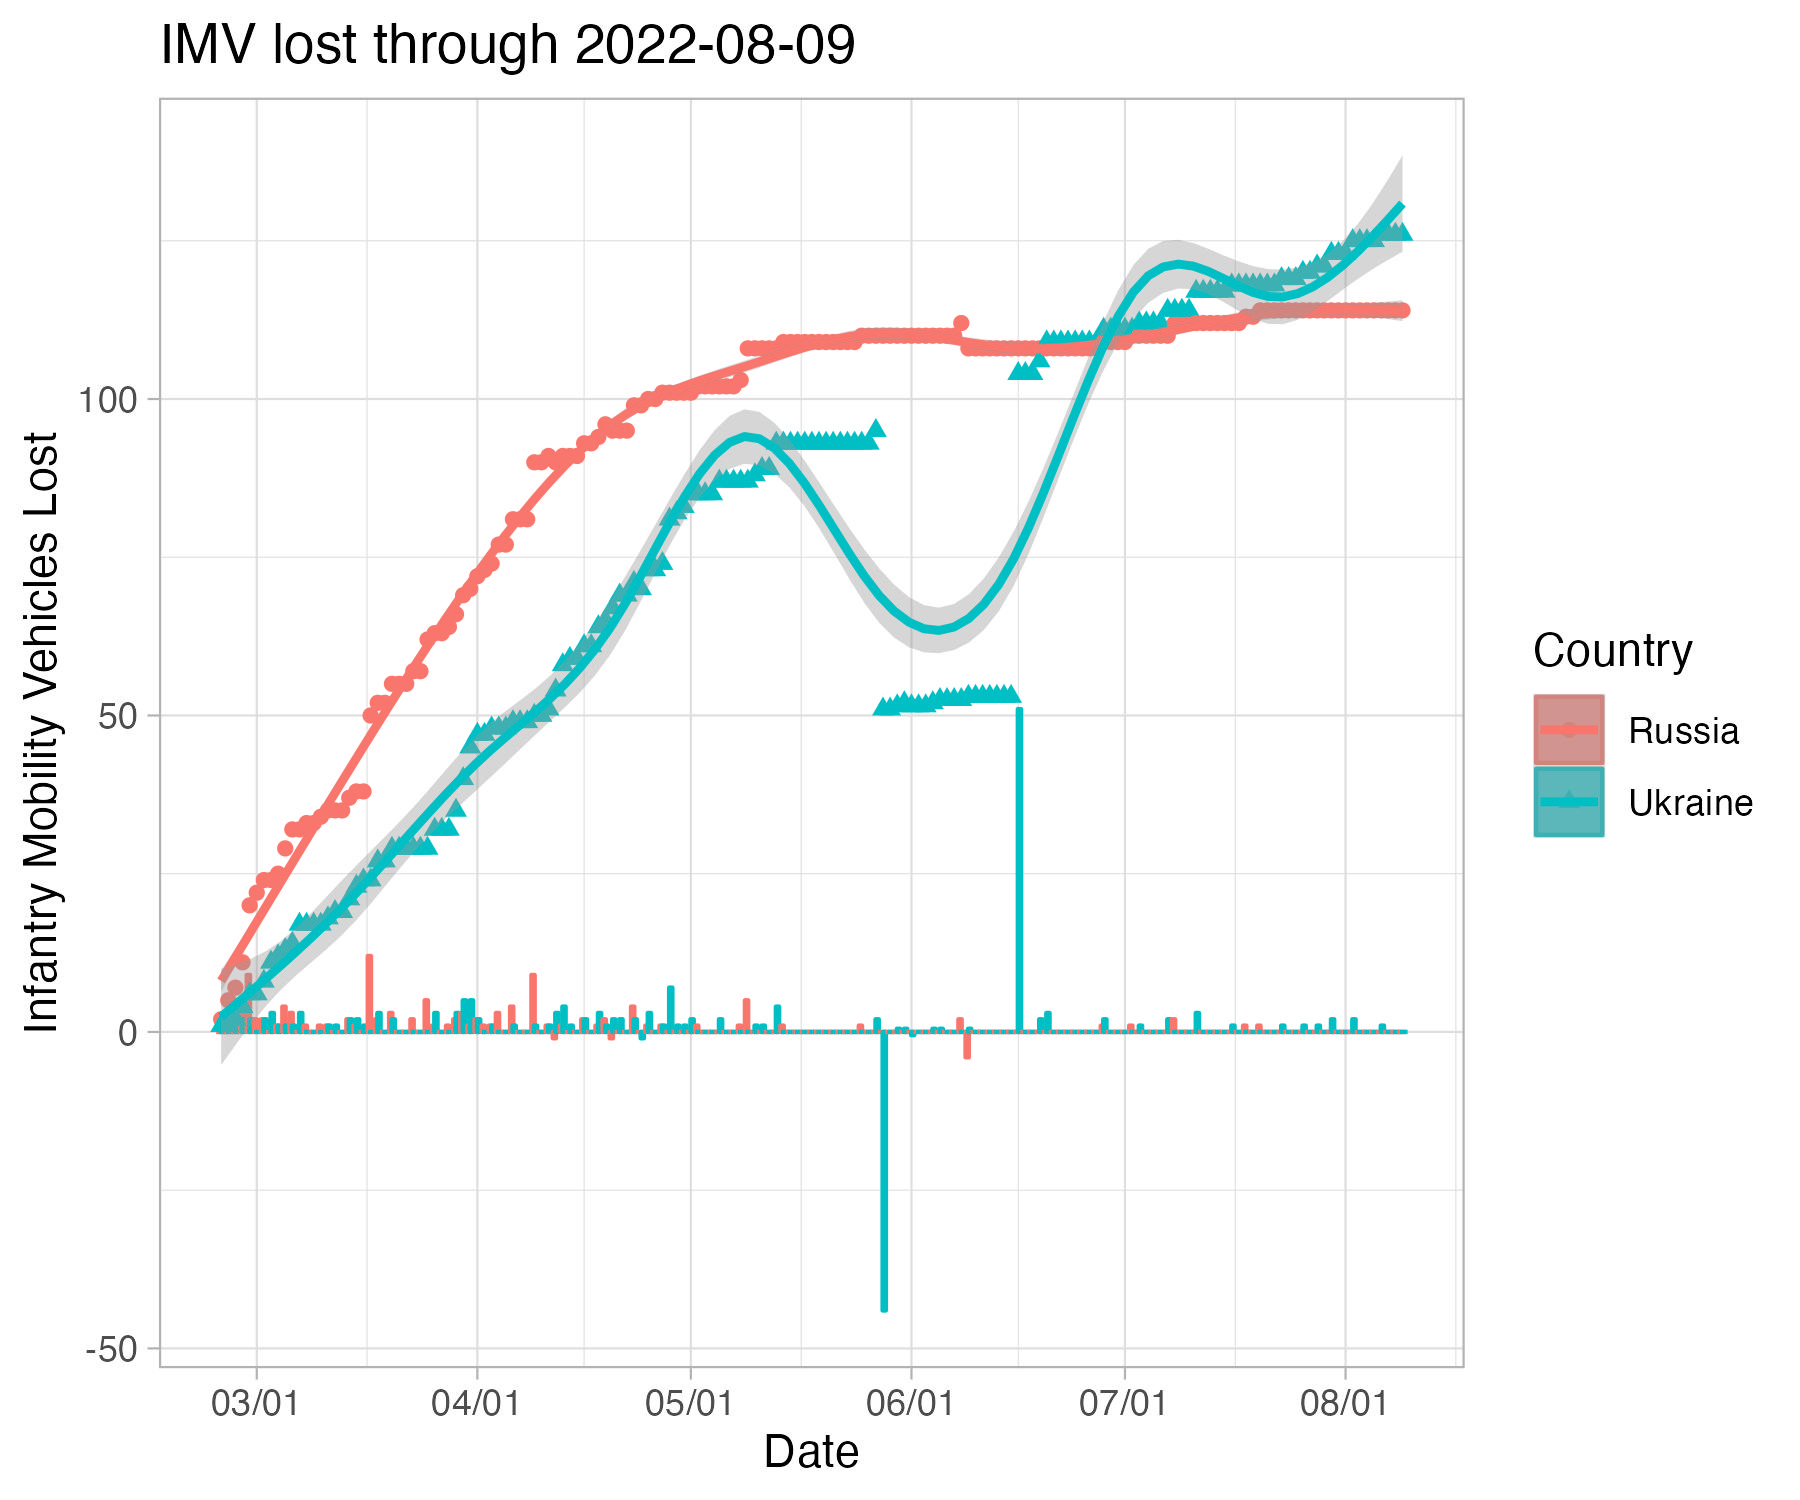 IMV lost through 2022-08-09
Infantry Mobility Vehicles Lost
100
50
0
-50
03/01
04/01
05/01
06/01
07/01
08/01
Date
Country
Russia
Ukraine